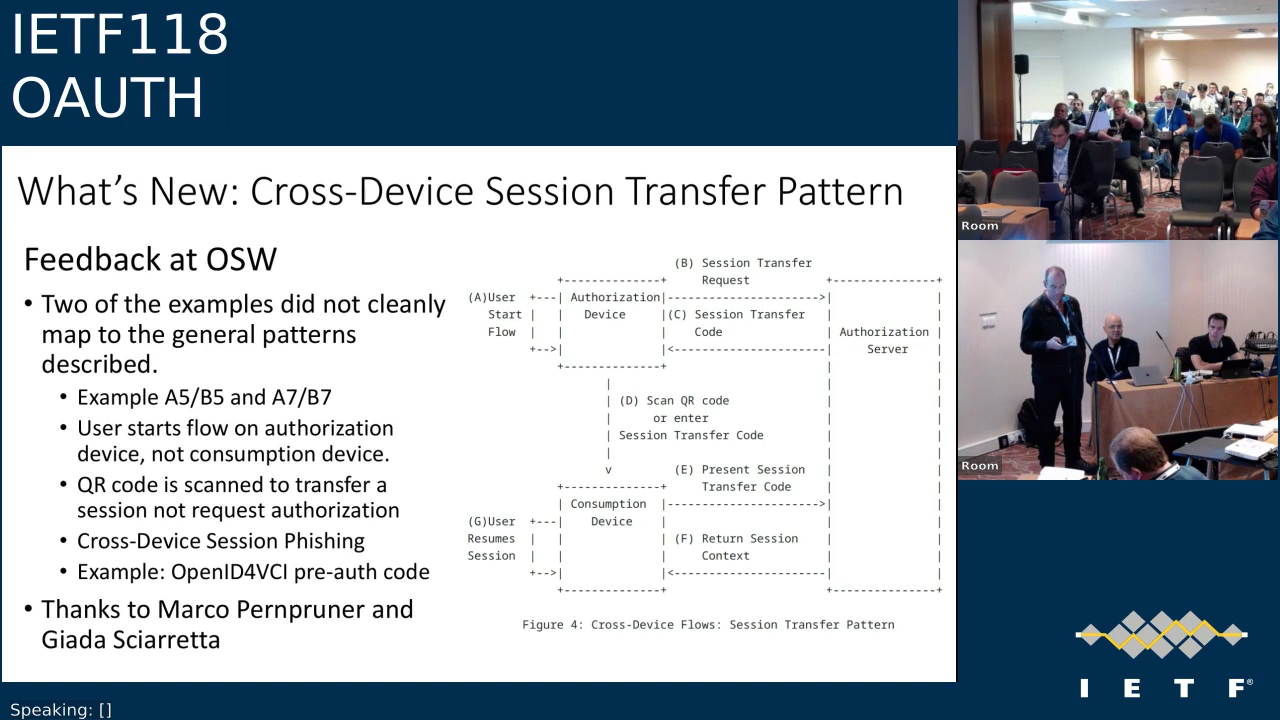 IETF118
OAUTH
What's New: Cross-Device Session Transfer Pattern
Feedback at OSW
• Two of the examples did not cleanly
map to the general patterns
described.
• Example A5/B5 and A7/B7
• User starts flow on authorization
device, not consumption device.
• QR code is scanned to transfer a
session not request authorization
• Cross-Device Session Phishing
• Example: OpenID4VCI pre-auth code
• Thanks to Marco Pernpruner and
Giada Sciarretta
(B) Session Transfer
Request
(A)User
Start
Flow
Authorization
Device
(C) Session Transfer
Code
Authorization
Server
(D) Scan QR code
or enter
Session Transfer Code
(E) Present Session
Transfer Code
Consumption
Device
(G)User
Resumes
Session
(F) Return Session
Context
Figure 4: Cross-Device Flows: Session Transfer Pattern
Room
Room
I E T F®
Speaking: []